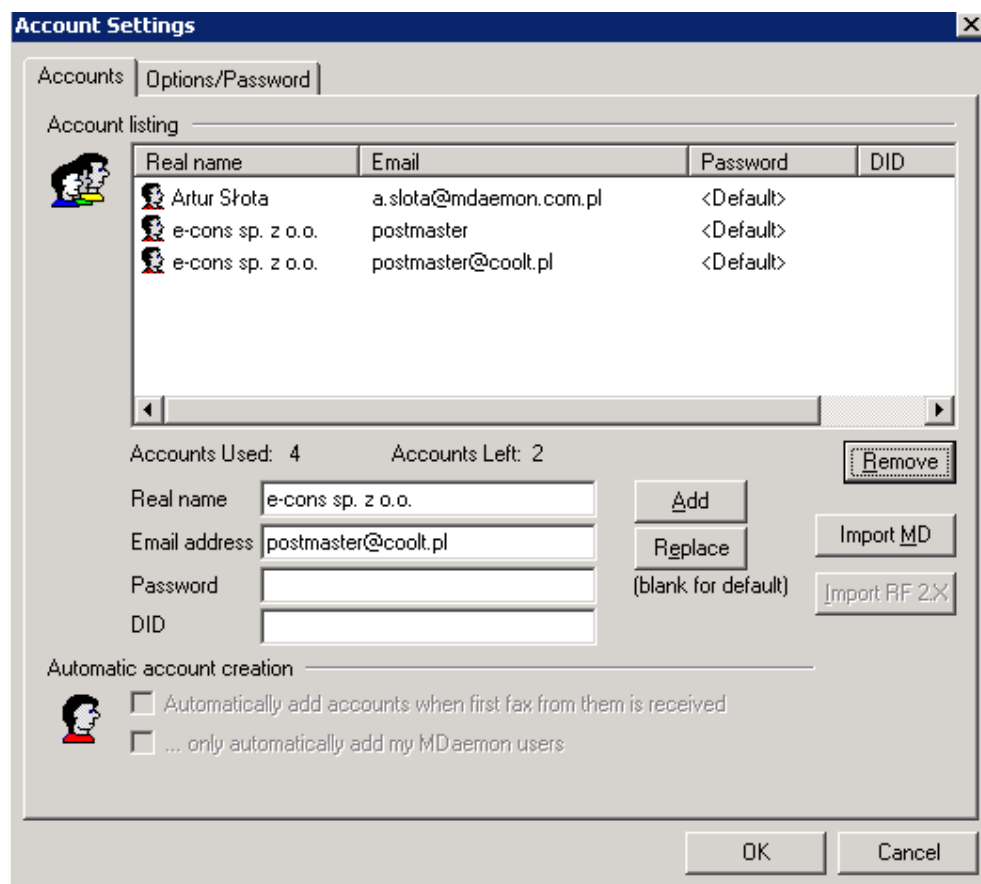 Account Settings
Accounts Options/Password
Account listing
Real name Email Password DID
Artur Słota a.slota@mdaemon.com.pl <Default>
e-cons sp. z o.o. postmaster <Default>
e-cons sp. z o.o. postmaster@coolt.pl <Default>
Accounts Used: 4 Accounts Left: 2
Remove
Real name e-cons sp. z o.o. Add
Email address postmaster@coolt.pl Replace Import MD
Password (blank for default) Import RF 2.X
DID
Automatic account creation
Automatically add accounts when first fax from them is received
... only automatically add my MDaemon users
OK Cancel